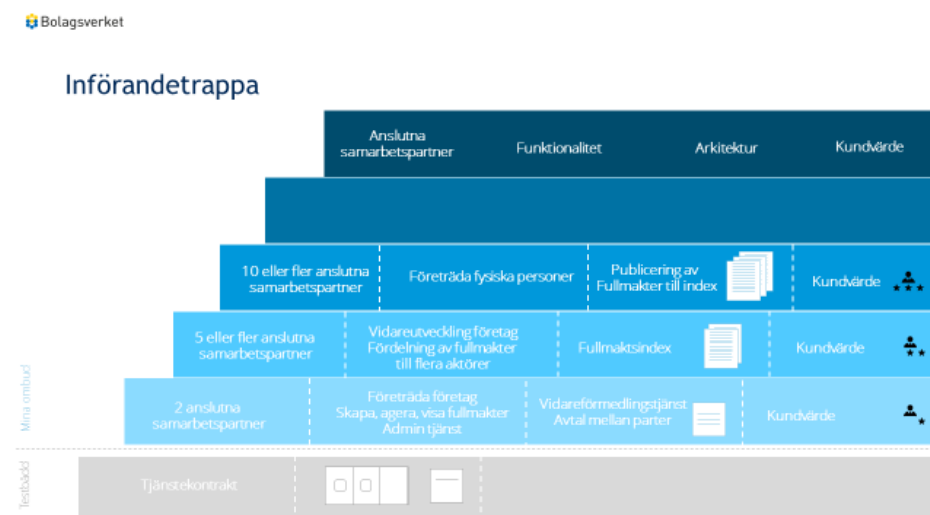 Bolagsverket
Införandetrappa
Anslutna
samarbetspartner
Funktionalitet
Arkitektur
Kundvärde
10 eller fler anslutna
samarbetspartner
Företräda fysiska personer
Publicering av
Fullmakter till index
Kundvärde
5 eller fler anslutna
samarbetspartner
Vidareutveckling företag
Fördelning av fullmakter
till flera aktörer
Fullmaktsindex
Kundvärde
2 anslutna
samarbetspartner
Företräda företag
Skapa, agera, visa fullmakter
Admin tjänst
Vidareförmedlingstjänst
Avtal mellan parter
Kundvärde
Mina ombud
Testbädd
Tjänstekontrakt